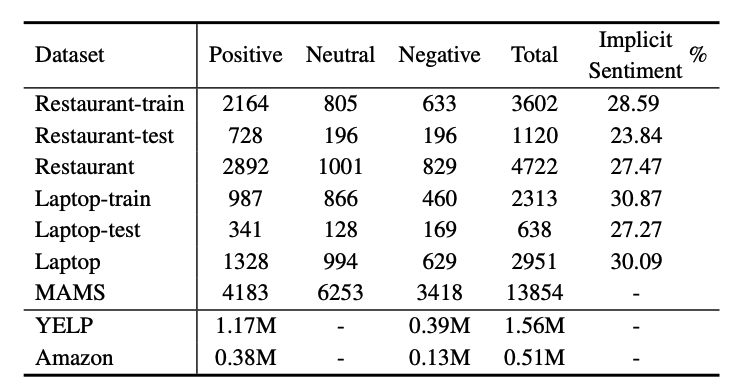 Dataset Positive Neutral Negative Total Implicit Sentiment %
Restaurant-train 2164 805 633 3602 28.59
Restaurant-test 728 196 196 1120 23.84
Restaurant 2892 1001 829 4722 27.47
Laptop-train 987 866 460 2313 30.87
Laptop-test 341 128 169 638 27.27
Laptop 1328 994 629 2951 30.09
MAMS 4183 6253 3418 13854 -
YELP 1.17M - 0.39M 1.56M -
Amazon 0.38M - 0.13M 0.51M -